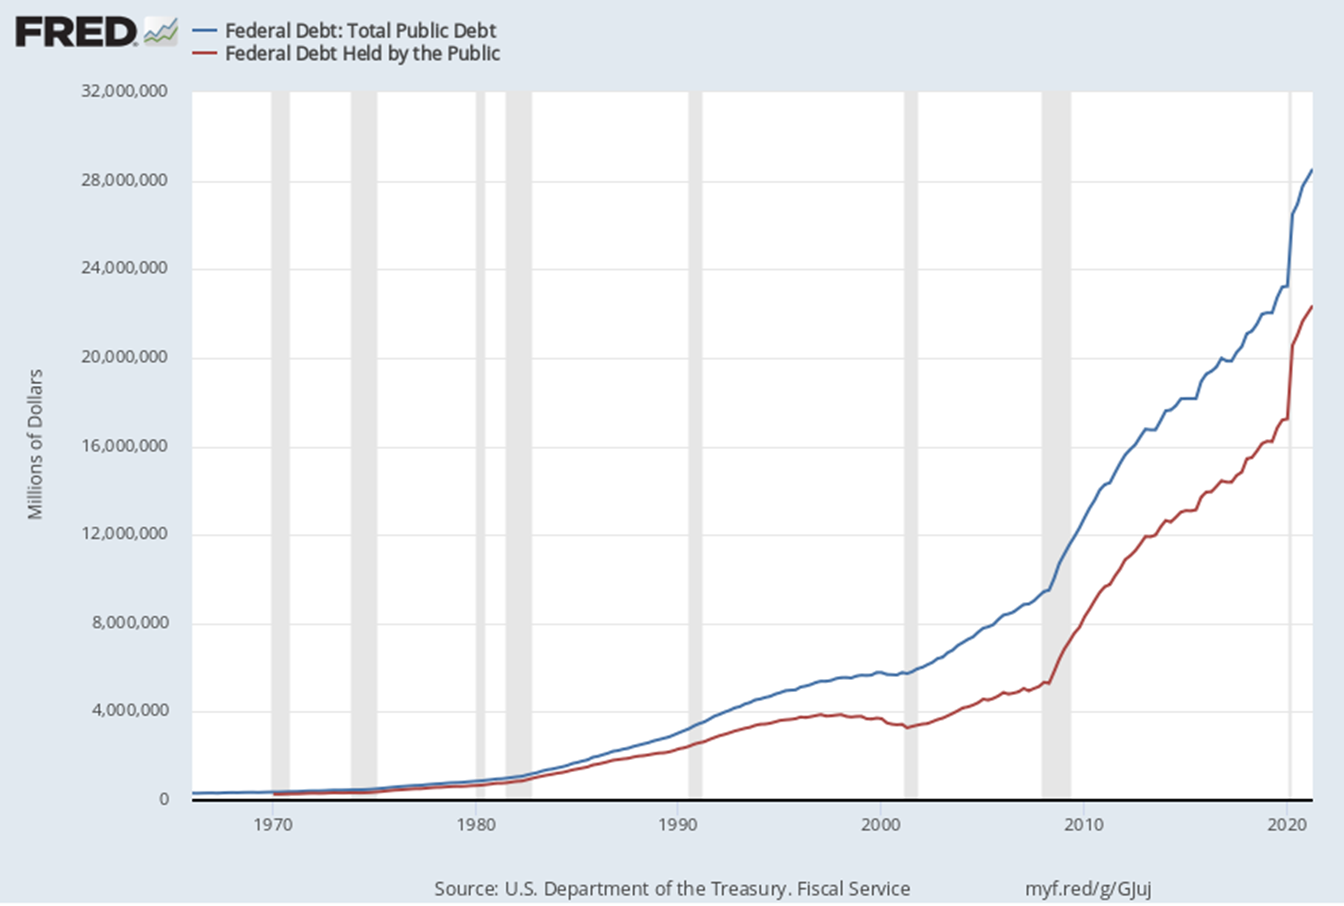 FRED
Federal Debt: Total Public Debt
Federal Debt Held by the Public
32,000,000
28,000,000
24,000,000
20,000,000
16,000,000
12,000,000
8,000,000
4,000,000
0
Millions of Dollars
1970 1980 1990 2000 2010 2020
Source: U.S. Department of the Treasury. Fiscal Service myf.red/g/GJuj